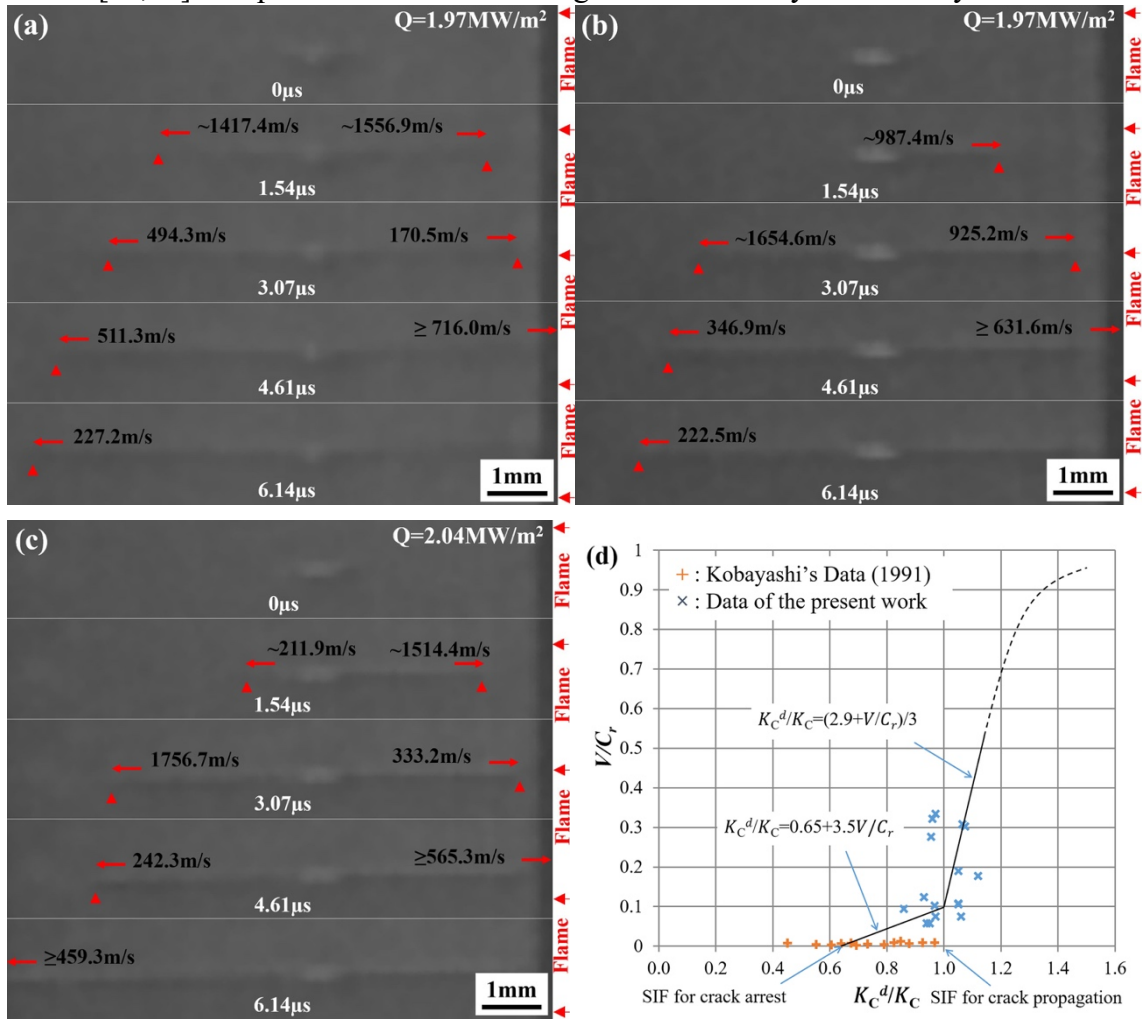 (a)
Q=1.97MW/m²
0μs
~1417.4m/s
~1556.9m/s
1.54μs
494.3m/s
170.5m/s
3.07μs
511.3m/s
≥ 716.0m/s
4.61μs
227.2m/s
6.14μs
1mm
Flame
Flame
Flame
Flame
(b)
Q=1.97MW/m²
0μs
~987.4m/s
1.54μs
~1654.6m/s
925.2m/s
3.07μs
346.9m/s
≥ 631.6m/s
4.61μs
222.5m/s
6.14μs
1mm
Flame
Flame
Flame
Flame
(c)
Q=2.04MW/m²
0μs
~211.9m/s
~1514.4m/s
1.54μs
1756.7m/s
333.2m/s
3.07μs
242.3m/s
≥565.3m/s
4.61μs
≥459.3m/s
6.14μs
1mm
Flame
Flame
Flame
Flame
(d)
+ : Kobayashi's Data (1991)
× : Data of the present work
V/Cᵣ
1
0.9
0.8
0.7
0.6
0.5
0.4
0.3
0.2
0.1
0
K_C^d/K_C=(2.9+V/Cᵣ)/3
K_C^d/K_C=0.65+3.5V/Cᵣ
0.0 0.2 0.4 0.6 0.8 1.0 1.2 1.4 1.6
SIF for crack arrest
K_C^d/K_C
SIF for crack propagation